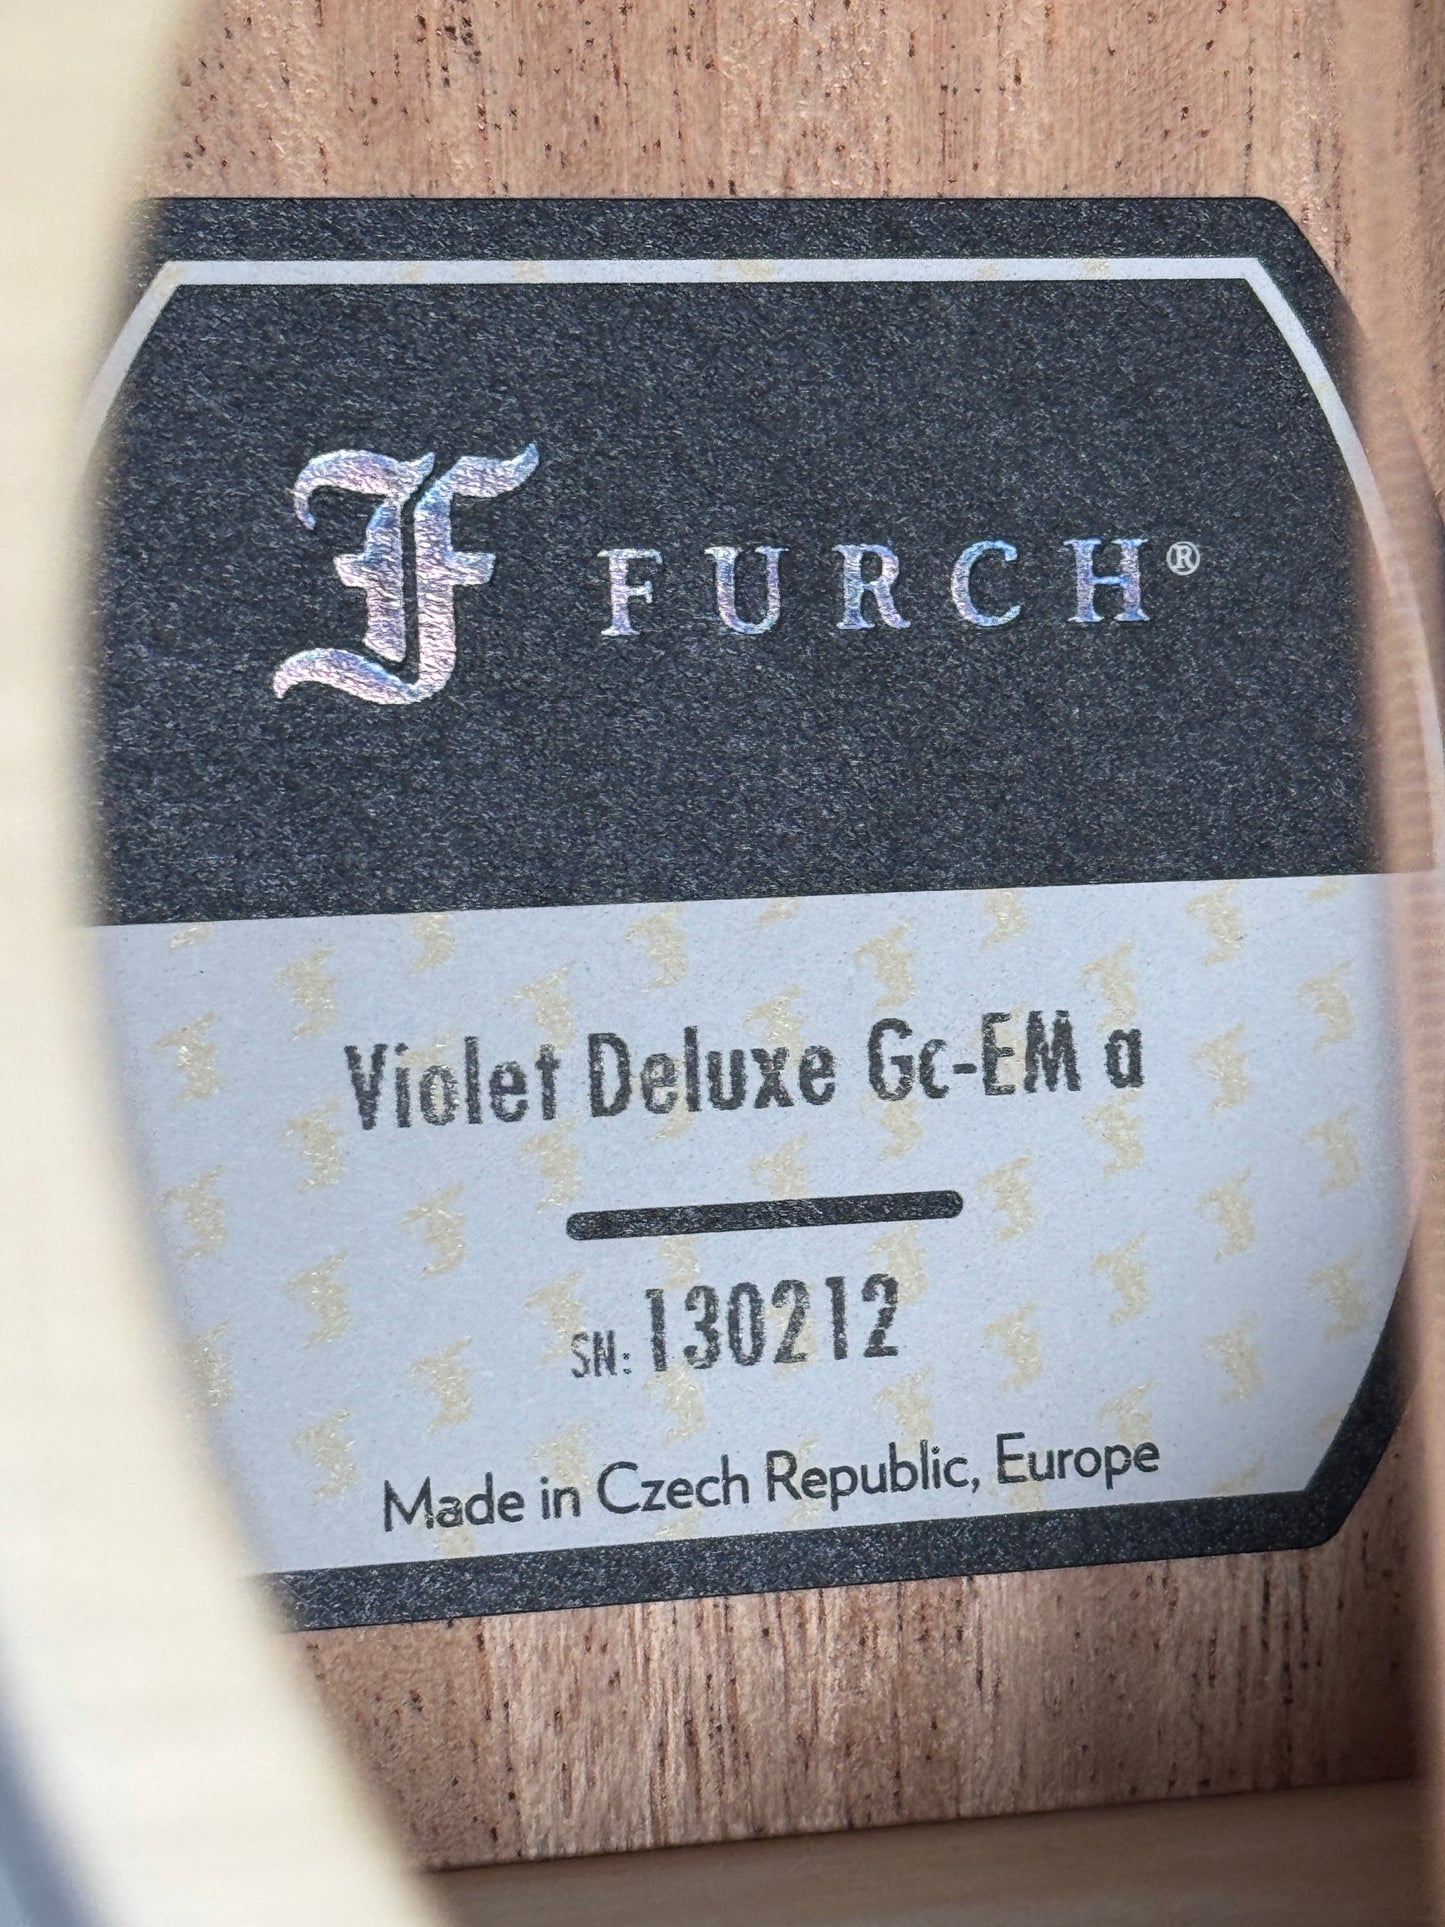 F FURCH®
Violet Deluxe Gc-EM a
SN: 130212
Made in Czech Republic, Europe